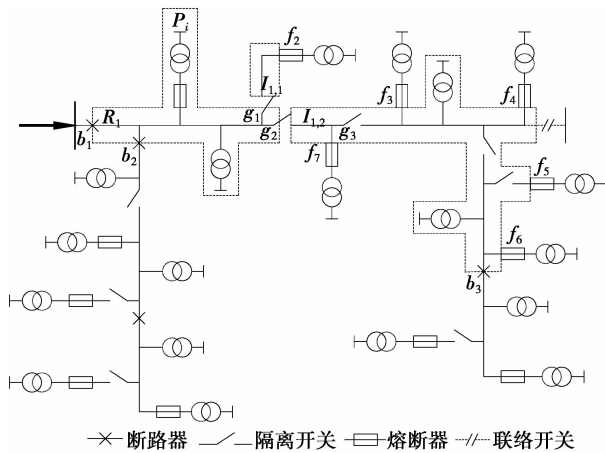 P_i
f_2
I_{1,1}
f_3
f_4
R_1
g_1
I_{1,2}
b_1
g_2
g_3
b_2
f_7
f_5
f_6
b_3
断路器 隔离开关 熔断器 联络开关